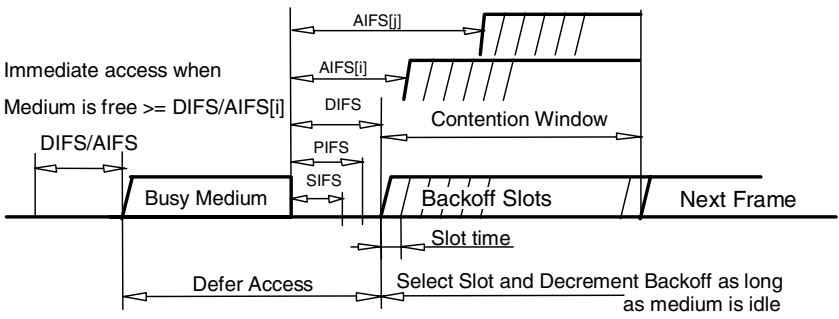 AIFS[j]
Immediate access when
AIFS[i]
Medium is free >= DIFS/AIFS[i]
DIFS
Contention Window
DIFS/AIFS
PIFS
SIFS
Busy Medium
Backoff Slots
Next Frame
Slot time
Defer Access
Select Slot and Decrement Backoff as long
as medium is idle